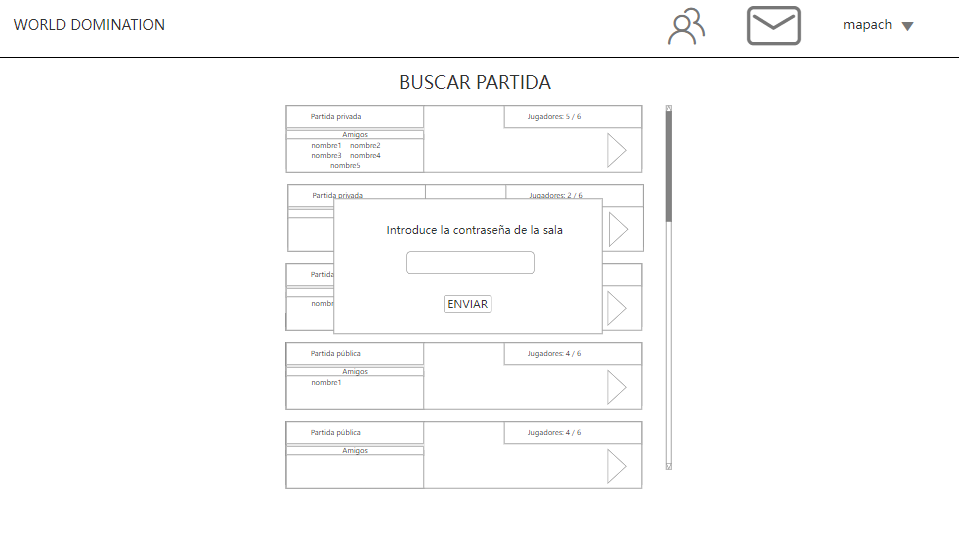 WORLD DOMINATION
mapach
BUSCAR PARTIDA
Partida privada
Jugadores: 5 / 6
Amigos
nombre1 nombre2
nombre3 nombre4
nombre5
Partida privada
Jugadores: 2 / 6
Introduce la contraseña de la sala
ENVIAR
Partida pública
Jugadores: 4 / 6
Amigos
nombre1
Partida pública
Jugadores: 4 / 6
Amigos